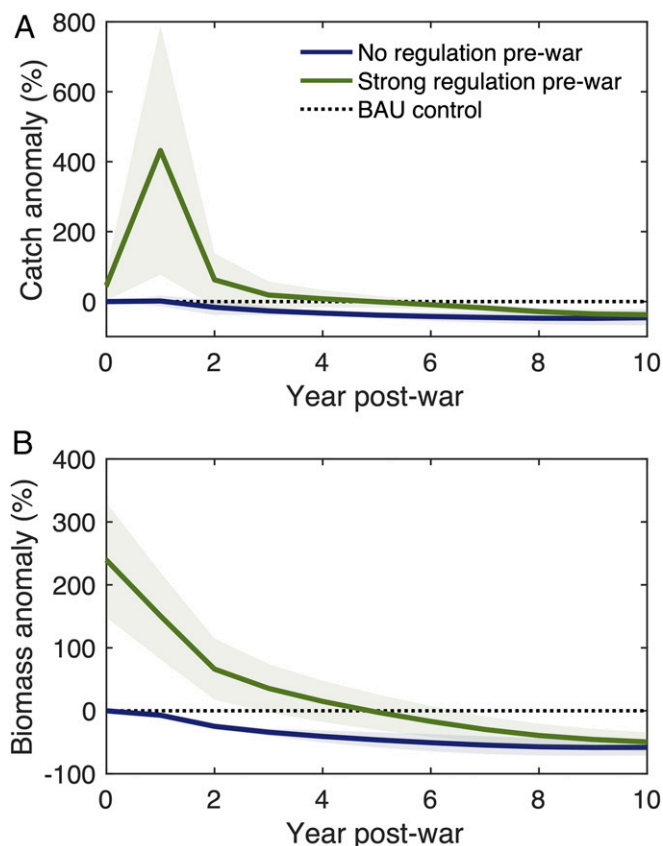 A
800
600
400
200
0
Catch anomaly (%)
No regulation pre-war
Strong regulation pre-war
BAU control
0 2 4 6 8 10
Year post-war
B
400
300
200
100
0
-100
Biomass anomaly (%)
0 2 4 6 8 10
Year post-war